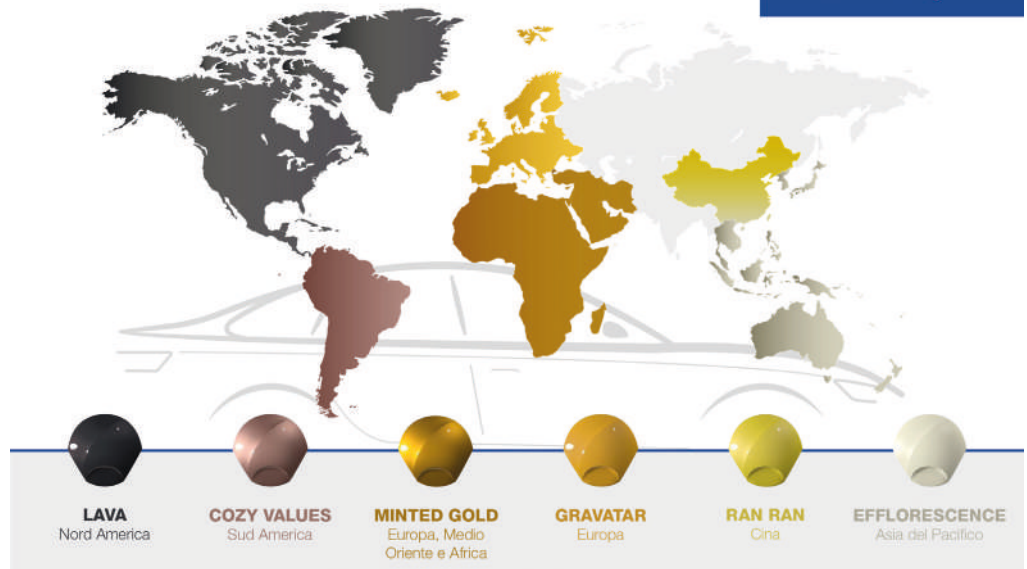 LAVA
Nord America
COZY VALUES
Sud America
MINTED GOLD
Europa, Medio
Oriente e Africa
GRAVATAR
Europa
RAN RAN
Cina
EFFLORESCENCE
Asia del Pacifico